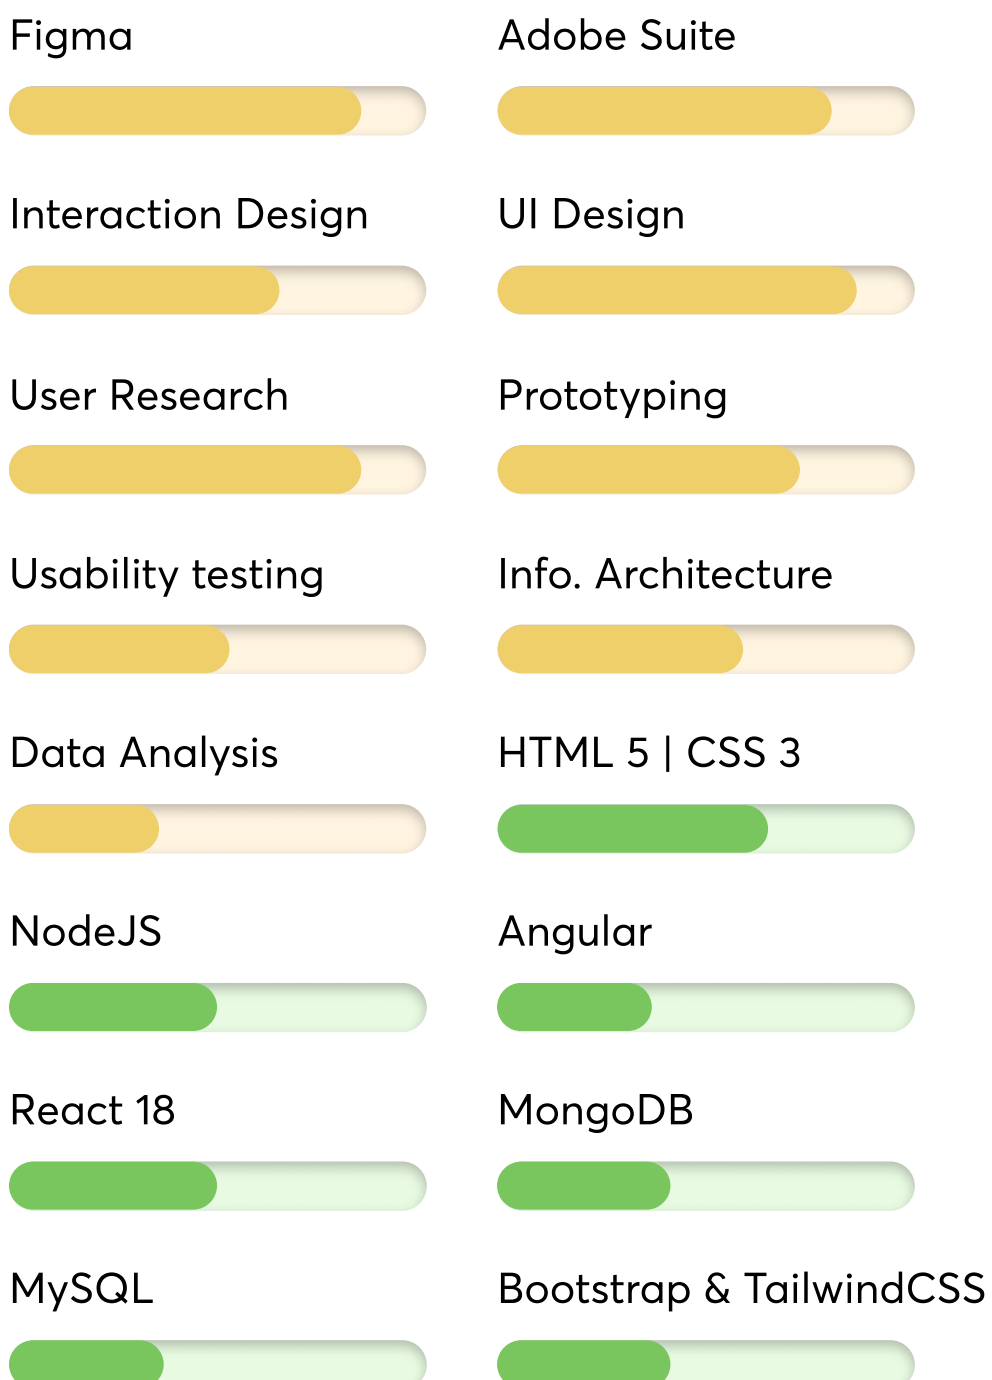 Figma
Adobe Suite
Interaction Design
UI Design
User Research
Prototyping
Usability testing
Info. Architecture
Data Analysis
HTML 5 | CSS 3
NodeJS
Angular
React 18
MongoDB
MySQL
Bootstrap & TailwindCSS